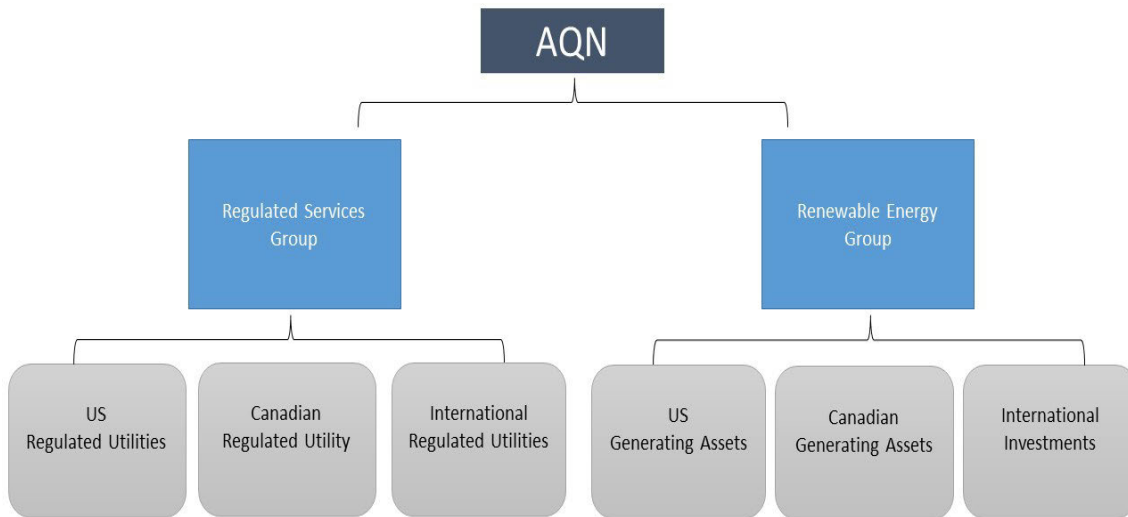 AQN
Regulated Services
Group
Renewable Energy
Group
US
Regulated Utilities
Canadian
Regulated Utility
International
Regulated Utilities
US
Generating Assets
Canadian
Generating Assets
International
Investments